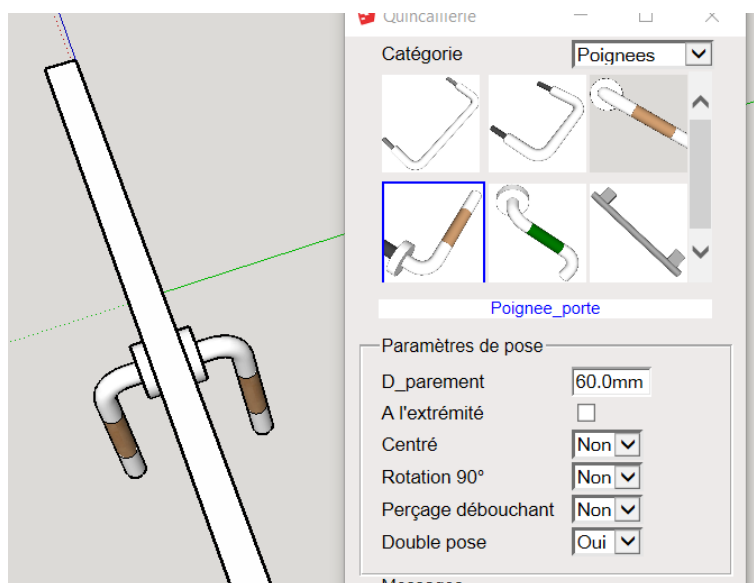 Quincaillerie
Catégorie Poignees
Poignee_porte
Paramètres de pose
D_parement 60.0mm
A l'extrémité
Centré Non
Rotation 90° Non
Perçage débouchant Non
Double pose Oui
Messages